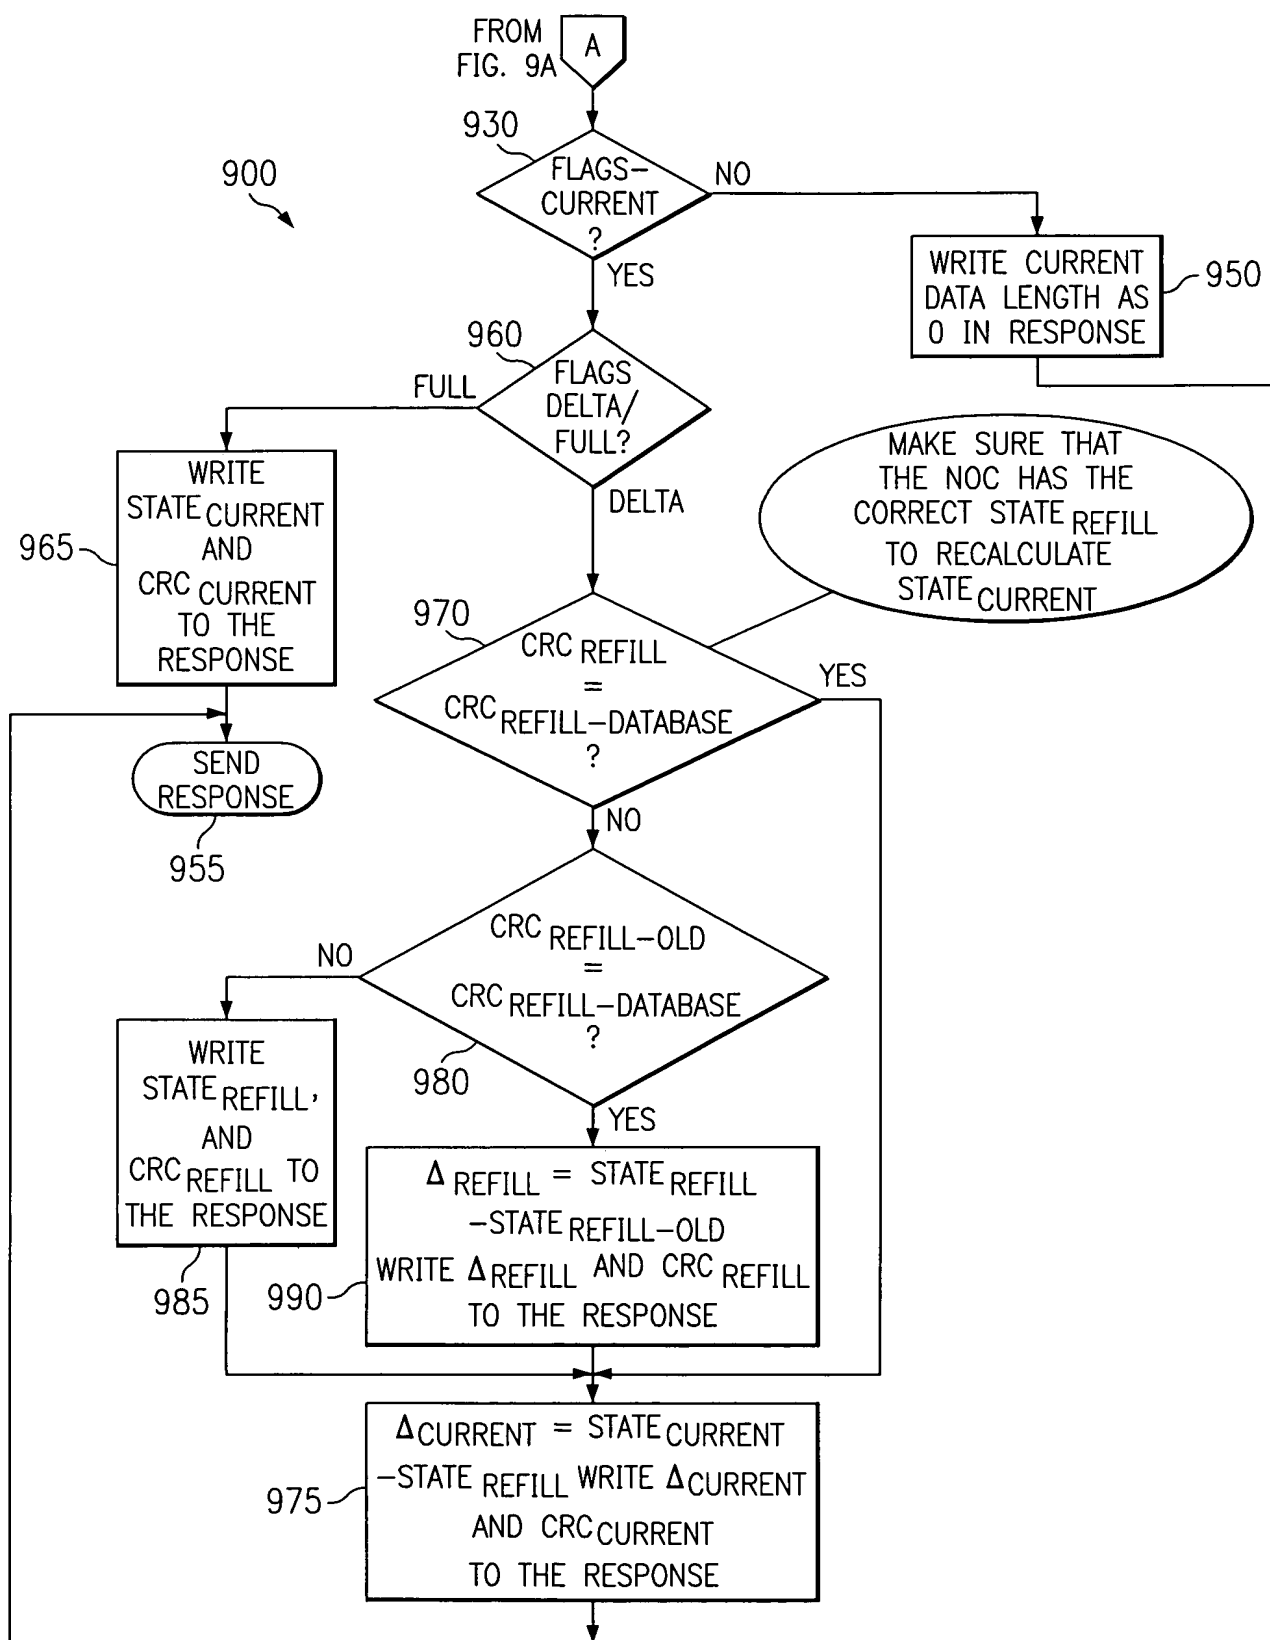 FROM
FIG. 9A
A
930
900
FLAGS-
CURRENT
?
NO
YES
WRITE CURRENT
DATA LENGTH AS
0 IN RESPONSE
950
960
FLAGS
DELTA/
FULL?
FULL
DELTA
WRITE
STATE CURRENT
AND
CRC CURRENT
TO THE
RESPONSE
965
MAKE SURE THAT
THE NOC HAS THE
CORRECT STATE REFILL
TO RECALCULATE
STATE CURRENT
970
CRC REFILL
=
CRC REFILL-DATABASE
?
YES
NO
SEND
RESPONSE
955
CRC REFILL-OLD
=
CRC REFILL-DATABASE
?
980
NO
YES
WRITE
STATE REFILL,
AND
CRC REFILL TO
THE RESPONSE
985
Δ REFILL = STATE REFILL
-STATE REFILL-OLD
WRITE Δ REFILL AND CRC REFILL
TO THE RESPONSE
990
Δ CURRENT = STATE CURRENT
-STATE REFILL WRITE Δ CURRENT
AND CRC CURRENT
TO THE RESPONSE
975